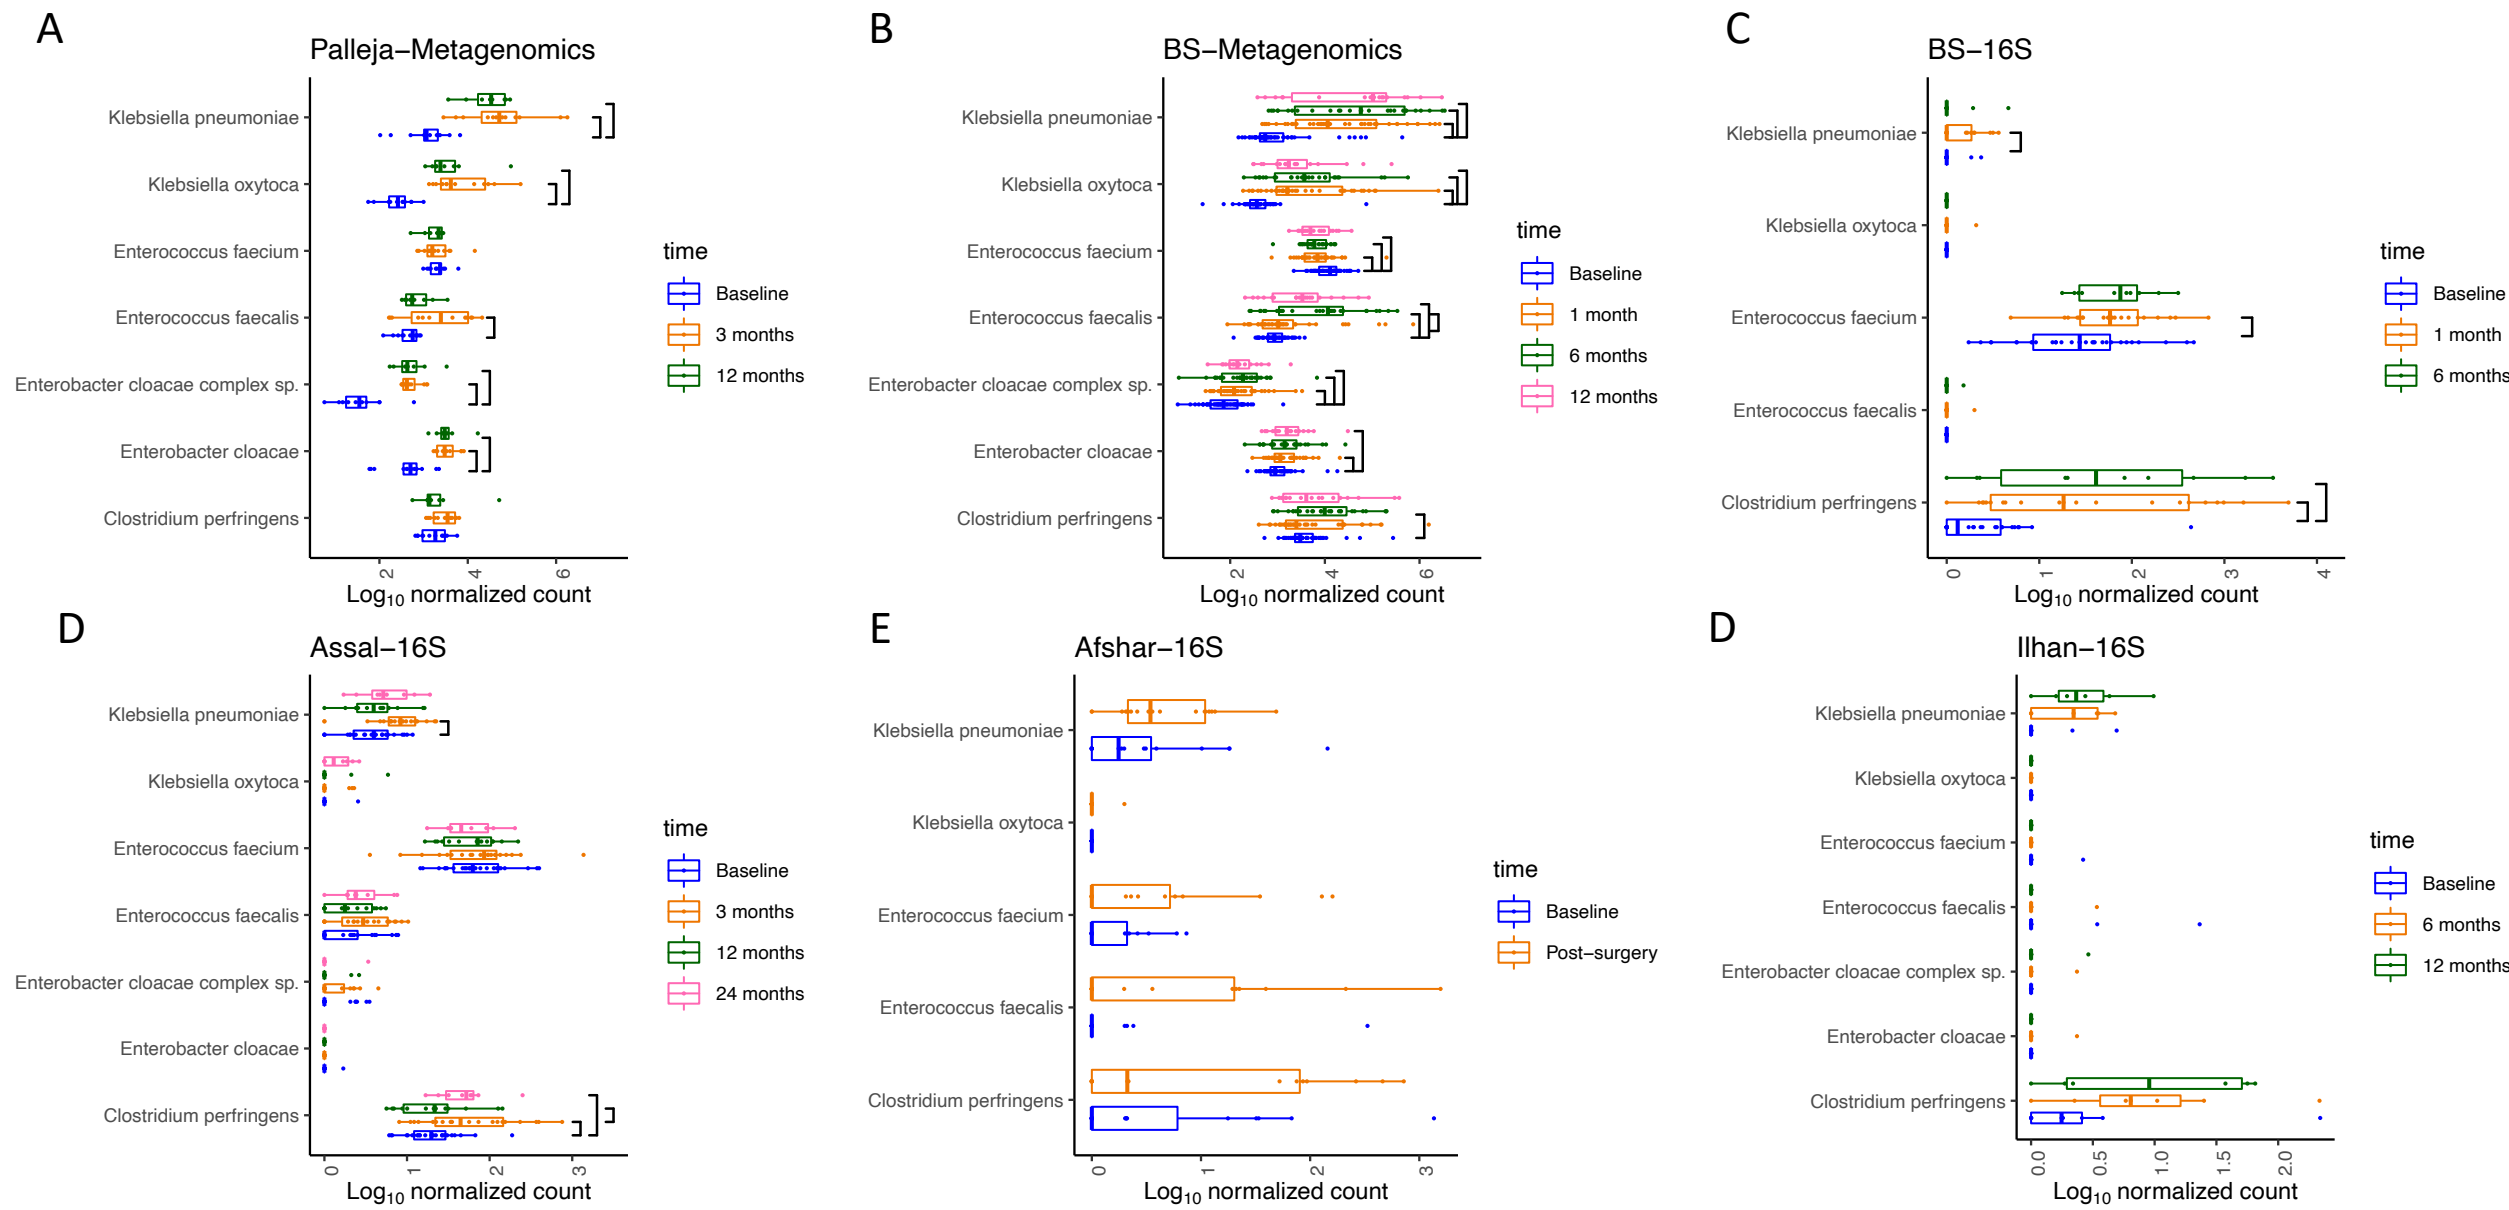 A
Palleja−Metagenomics
Klebsiella pneumoniae
Klebsiella oxytoca
Enterococcus faecium
Enterococcus faecalis
Enterobacter cloacae complex sp.
Enterobacter cloacae
Clostridium perfringens
2
4
6
Log10 normalized count
time
Baseline
3 months
12 months
B
BS−Metagenomics
Klebsiella pneumoniae
Klebsiella oxytoca
Enterococcus faecium
Enterococcus faecalis
Enterobacter cloacae complex sp.
Enterobacter cloacae
Clostridium perfringens
2
4
6
Log10 normalized count
time
Baseline
1 month
6 months
12 months
C
BS−16S
Klebsiella pneumoniae
Klebsiella oxytoca
Enterococcus faecium
Enterococcus faecalis
Clostridium perfringens
0
1
2
3
4
Log10 normalized count
time
Baseline
1 month
6 months
D
Assal−16S
Klebsiella pneumoniae
Klebsiella oxytoca
Enterococcus faecium
Enterococcus faecalis
Enterobacter cloacae complex sp.
Enterobacter cloacae
Clostridium perfringens
0
1
2
3
Log10 normalized count
time
Baseline
3 months
12 months
24 months
E
Afshar−16S
Klebsiella pneumoniae
Klebsiella oxytoca
Enterococcus faecium
Enterococcus faecalis
Clostridium perfringens
0
1
2
3
Log10 normalized count
time
Baseline
Post−surgery
D
Ilhan−16S
Klebsiella pneumoniae
Klebsiella oxytoca
Enterococcus faecium
Enterococcus faecalis
Enterobacter cloacae complex sp.
Enterobacter cloacae
Clostridium perfringens
0.0
0.5
1.0
1.5
2.0
Log10 normalized count
time
Baseline
6 months
12 months